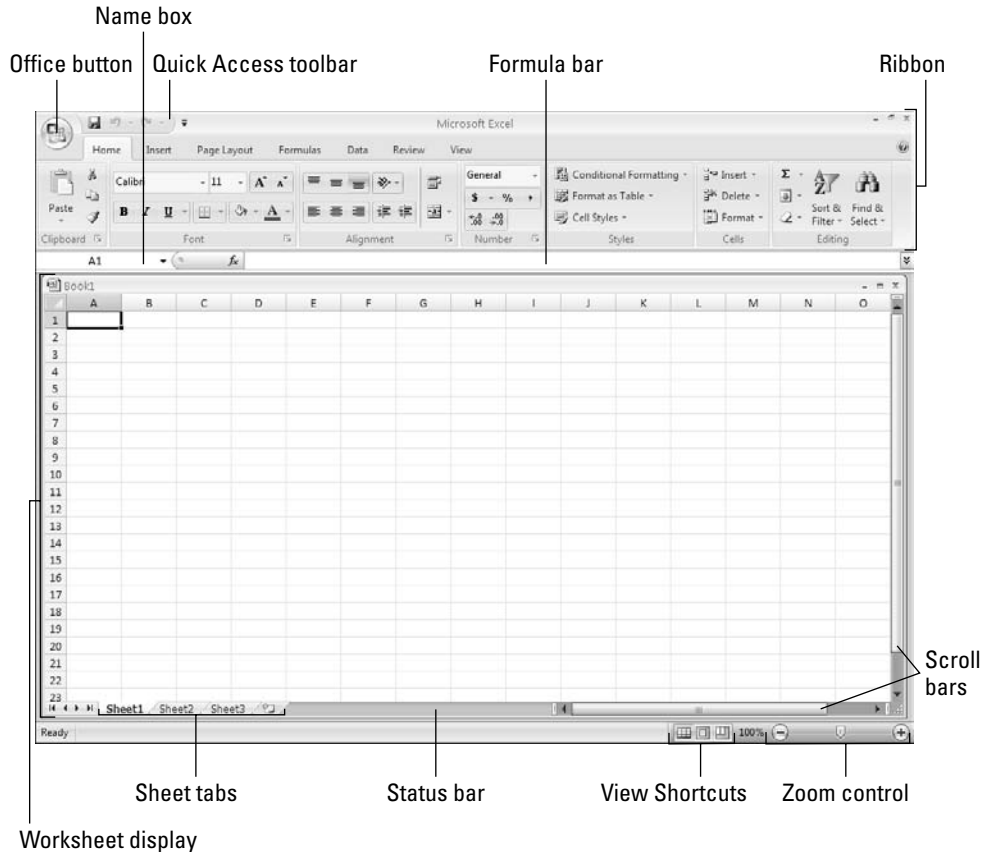 Name box
Office button Quick Access toolbar Formula bar Ribbon
Microsoft Excel
Home Insert Page Layout Formulas Data Review View
Calibri 11 A A General Conditional Formatting Insert Σ
Paste $ % , Format as Table Delete Sort & Find &
B I U A Cell Styles Format Filter Select
Clipboard Font Alignment Number Styles Cells Editing
A1 fx
Book1
A B C D E F G H I J K L M N O
1
2
3
4
5
6
7
8
9
10
11
12
13
14
15
16
17
18
19
20
21
22
23
Scroll
bars
Sheet1 Sheet2 Sheet3
Ready 100%
Sheet tabs Status bar View Shortcuts Zoom control
Worksheet display